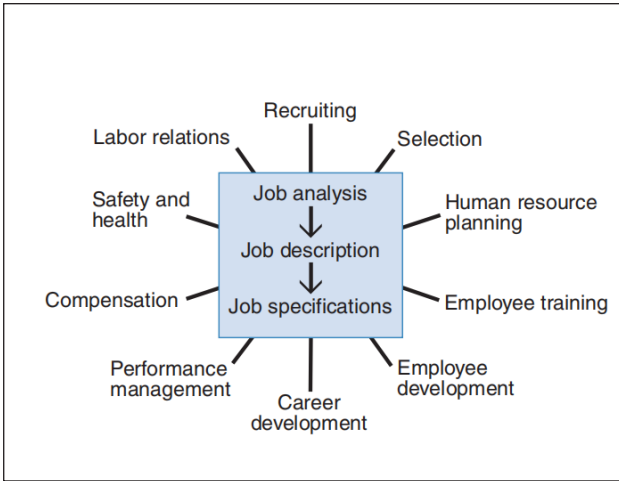 Recruiting
Labor relations
Selection
Safety and
health
Job analysis
Human resource
planning
Job description
Compensation
Job specifications
Employee training
Performance
management
Employee
development
Career
development